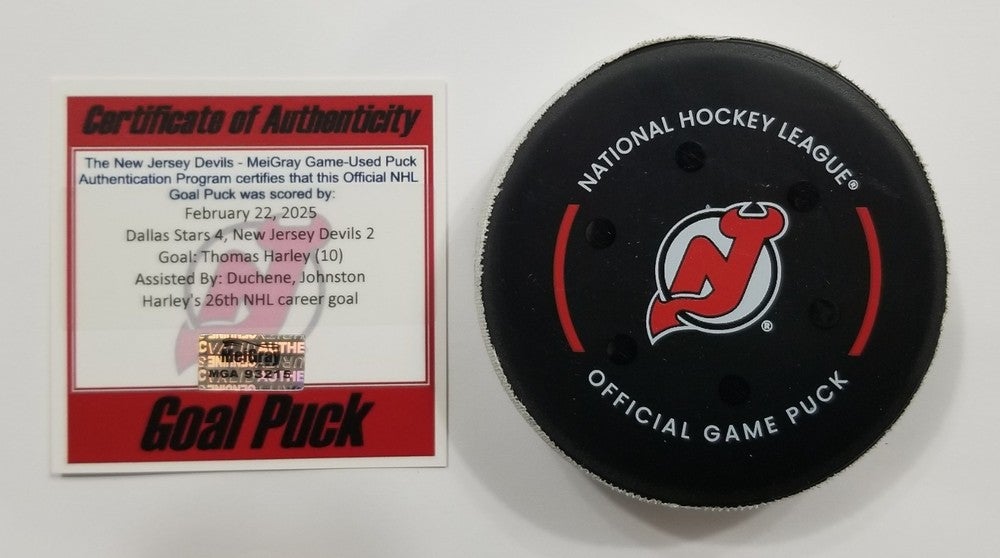 Certificate of Authenticity
The New Jersey Devils - MeiGray Game-Used Puck
Authentication Program certifies that this Official NHL
Goal Puck was scored by:
February 22, 2025
Dallas Stars 4, New Jersey Devils 2
Goal: Thomas Harley (10)
Assisted By: Duchene, Johnston
Harley's 26th NHL career goal
MeiGray
MGA 93215
Goal Puck
NATIONAL HOCKEY LEAGUE®
NJ
®
OFFICIAL GAME PUCK